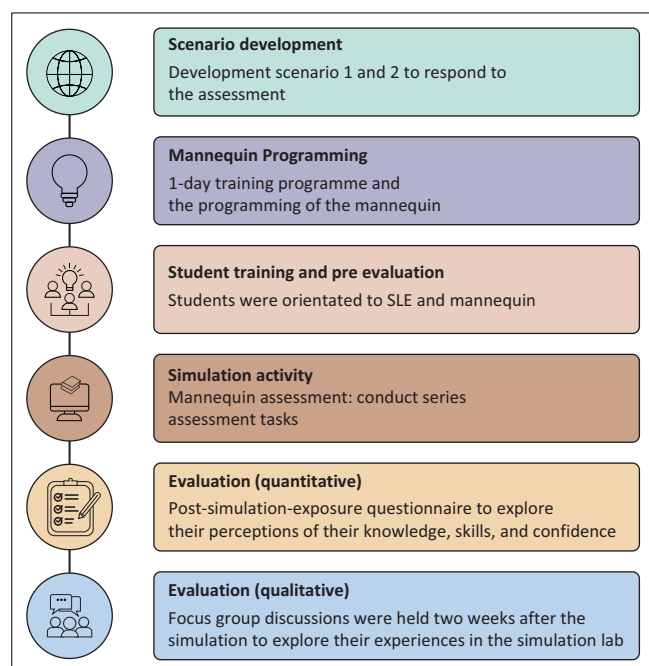 Scenario development
Development scenario 1 and 2 to respond to
the assessment
Mannequin Programming
1-day training programme and
the programming of the mannequin
Student training and pre evaluation
Students were orientated to SLE and mannequin
Simulation activity
Mannequin assessment: conduct series
assessment tasks
Evaluation (quantitative)
Post-simulation-exposure questionnaire to explore
their perceptions of their knowledge, skills, and confidence
Evaluation (qualitative)
Focus group discussions were held two weeks after the
simulation to explore their experiences in the simulation lab